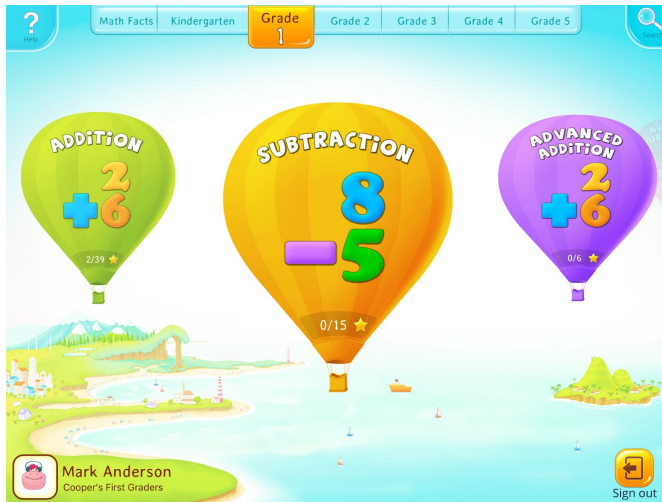 ?
Help
Math Facts
Kindergarten
Grade
1
Grade 2
Grade 3
Grade 4
Grade 5
Search
ADDiTiON
2
+6
2/39
SUBTRACTiON
8
-5
0/15
ADVANCED
ADDiTiON
2
+6
0/6
Mark Anderson
Cooper's First Graders
Sign out